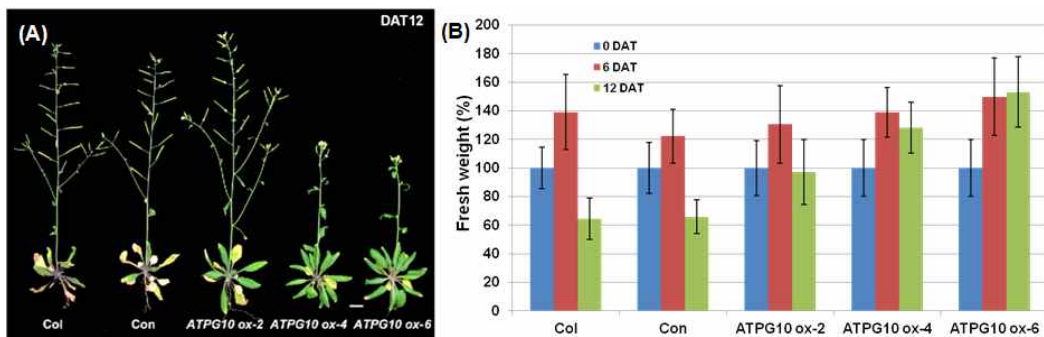 (A)
DAT12
Col
Con
ATPG10 ox-2
ATPG10 ox-4
ATPG10 ox-6
(B)
Fresh weight (%)
200
180
160
140
120
100
80
60
40
20
0
0 DAT
6 DAT
12 DAT
Col
Con
ATPG10 ox-2
ATPG10 ox-4
ATPG10 ox-6